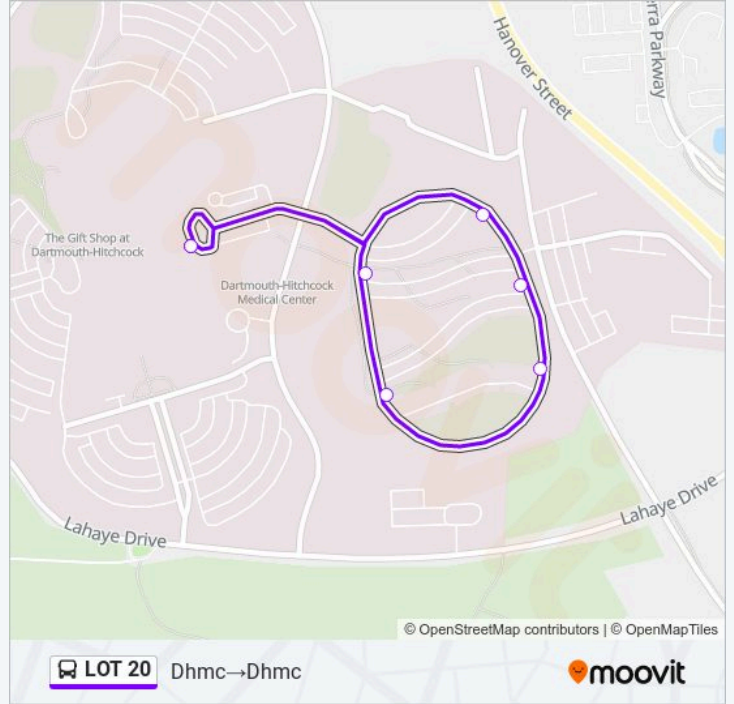 Hanover Street
erra Parkway
The Gift Shop at
Dartmouth-Hitchcock
Dartmouth-Hitchcock
Medical Center
Lahaye Drive
Lahaye Drive
© OpenStreetMap contributors | © OpenMapTiles
LOT 20
Dhmc→Dhmc
moovit